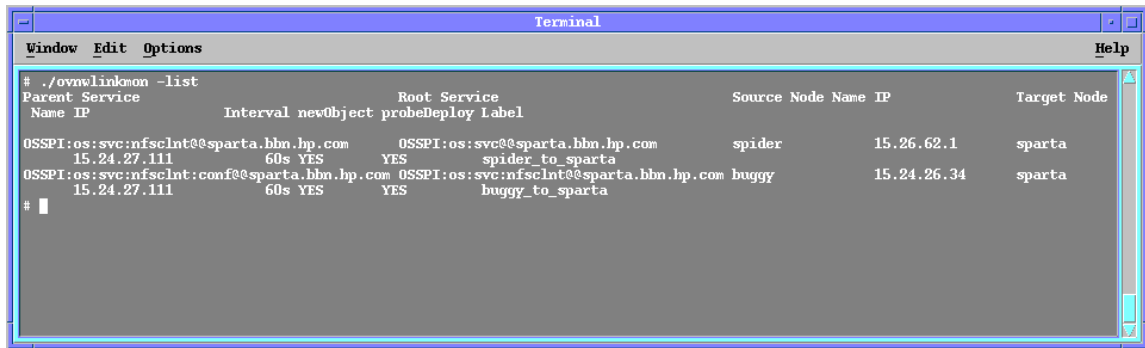 Terminal
Window Edit Options Help
# ./ovnwlinkmon -list
Parent Service Root Service Source Node Name IP Target Node
Name IP Interval newObject probeDeploy Label
OSSPI:os:svc:nfsclnt@@sparta.bbn.hp.com OSSPI:os:svc@@sparta.bbn.hp.com spider 15.26.62.1 sparta
15.24.27.111 60s YES YES spider_to_sparta
OSSPI:os:svc:nfsclnt:conf@@sparta.bbn.hp.com OSSPI:os:svc:nfsclnt@@sparta.bbn.hp.com buggy 15.24.26.34 sparta
15.24.27.111 60s YES YES buggy_to_sparta
#